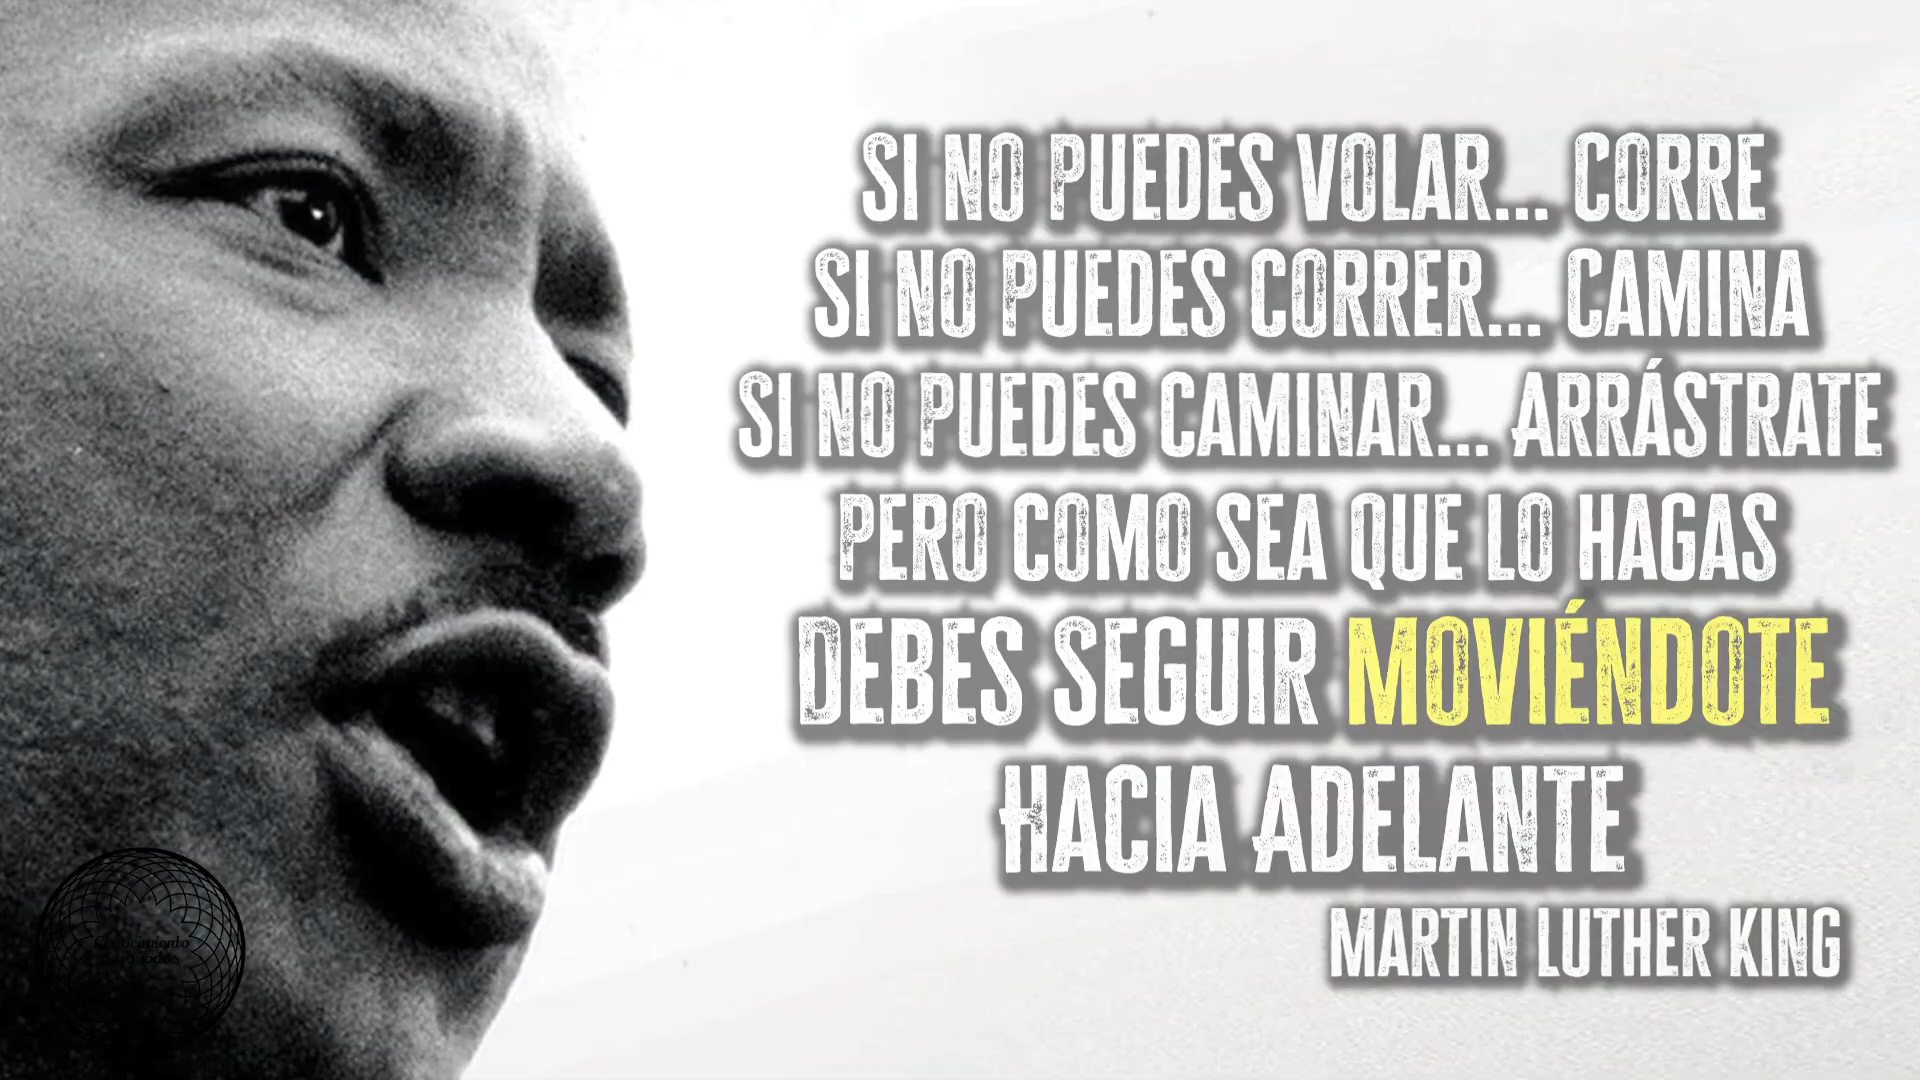 SI NO PUEDES VOLAR... CORRE
SI NO PUEDES CORRER... CAMINA
SI NO PUEDES CAMINAR... ARRÁSTRATE
PERO COMO SEA QUE LO HAGAS
DEBES SEGUIR MOVIÉNDOTE
HACIA ADELANTE
MARTIN LUTHER KING
Conocimiento